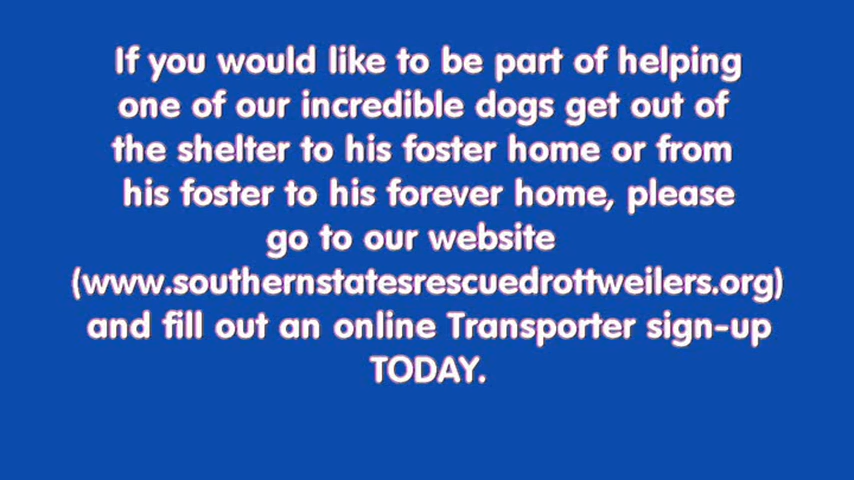 If you would like to be part of helping
one of our incredible dogs get out of
the shelter to his foster home or from
his foster to his forever home, please
go to our website
(www.southernstatesrescuedrottweilers.org)
and fill out an online Transporter sign-up
TODAY.